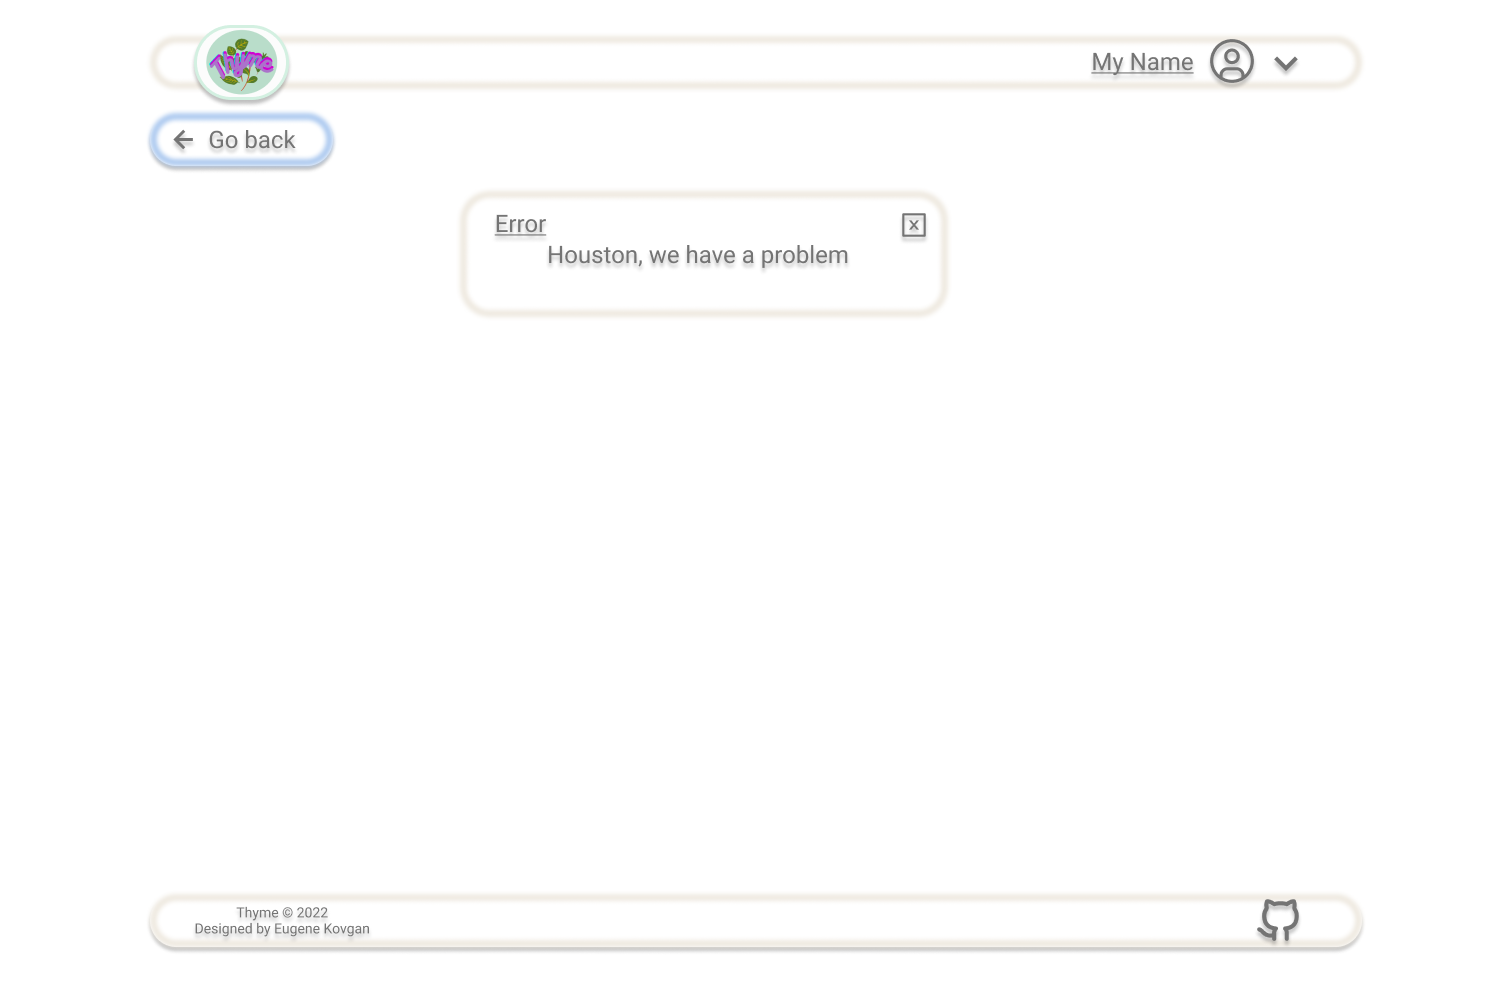 Thyme
My Name
Go back
Error
Houston, we have a problem
Thyme © 2022
Designed by Eugene Kovgan